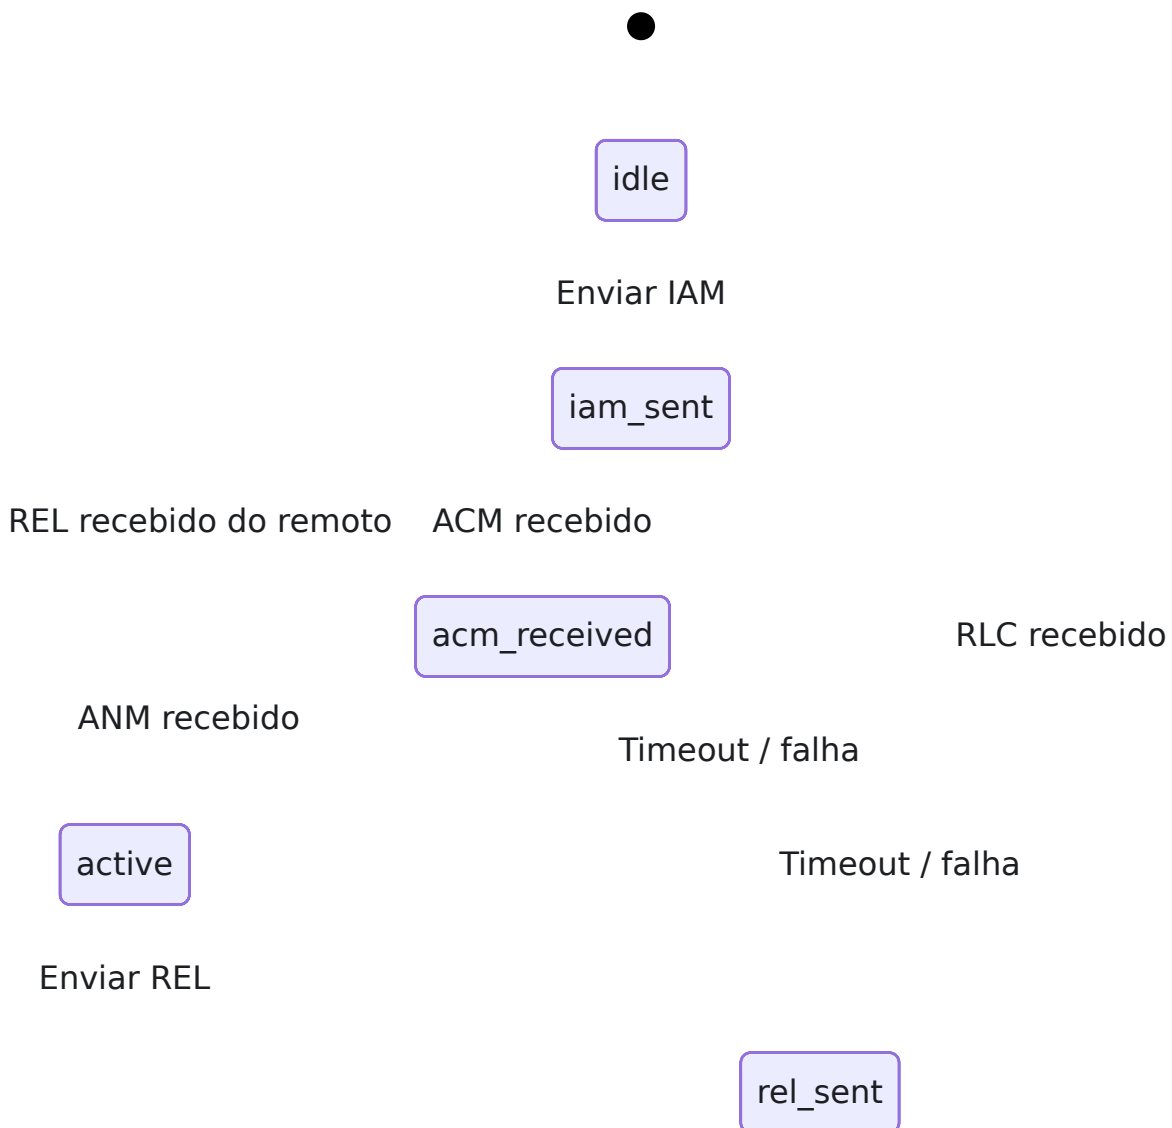 idle
Enviar IAM
iam_sent
REL recebido do remoto
ACM recebido
acm_received
RLC recebido
ANM recebido
Timeout / falha
active
Timeout / falha
Enviar REL
rel_sent